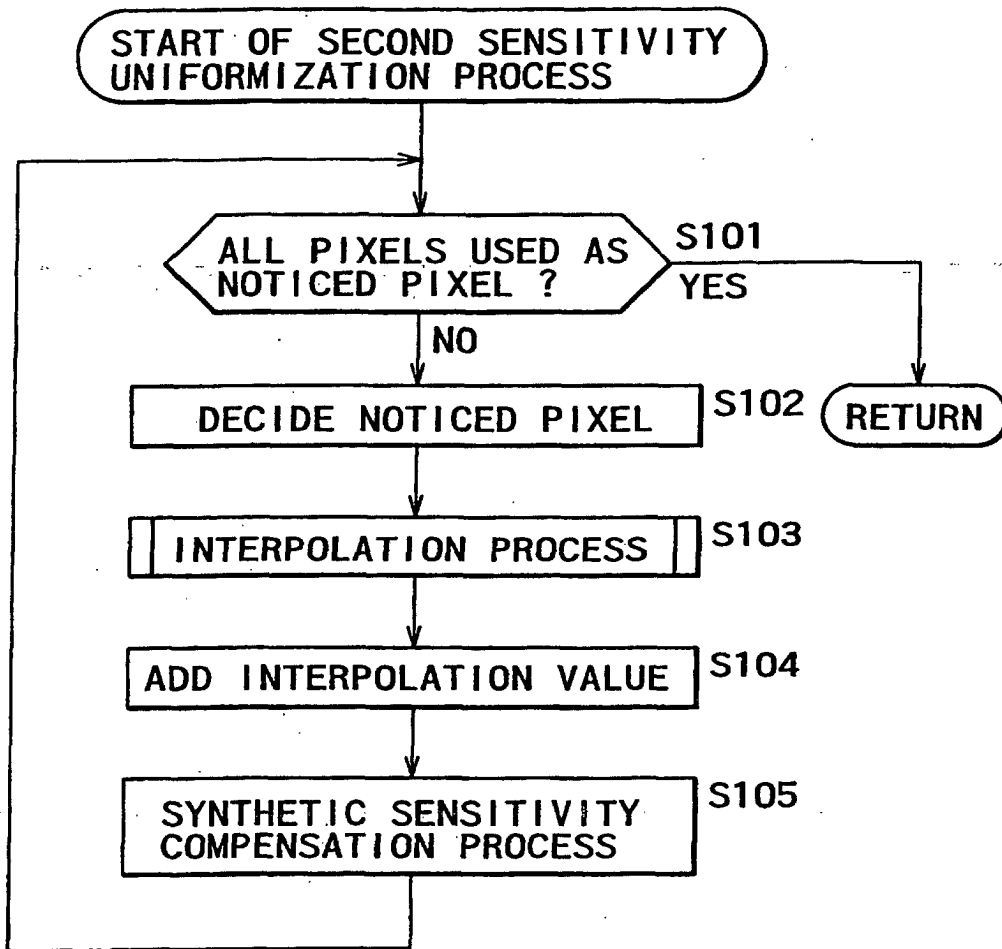 START OF SECOND SENSITIVITY
UNIFORMIZATION PROCESS
ALL PIXELS USED AS
NOTICED PIXEL ?
S101
YES
NO
DECIDE NOTICED PIXEL
S102
RETURN
INTERPOLATION PROCESS
S103
ADD INTERPOLATION VALUE
S104
SYNTHETIC SENSITIVITY
COMPENSATION PROCESS
S105